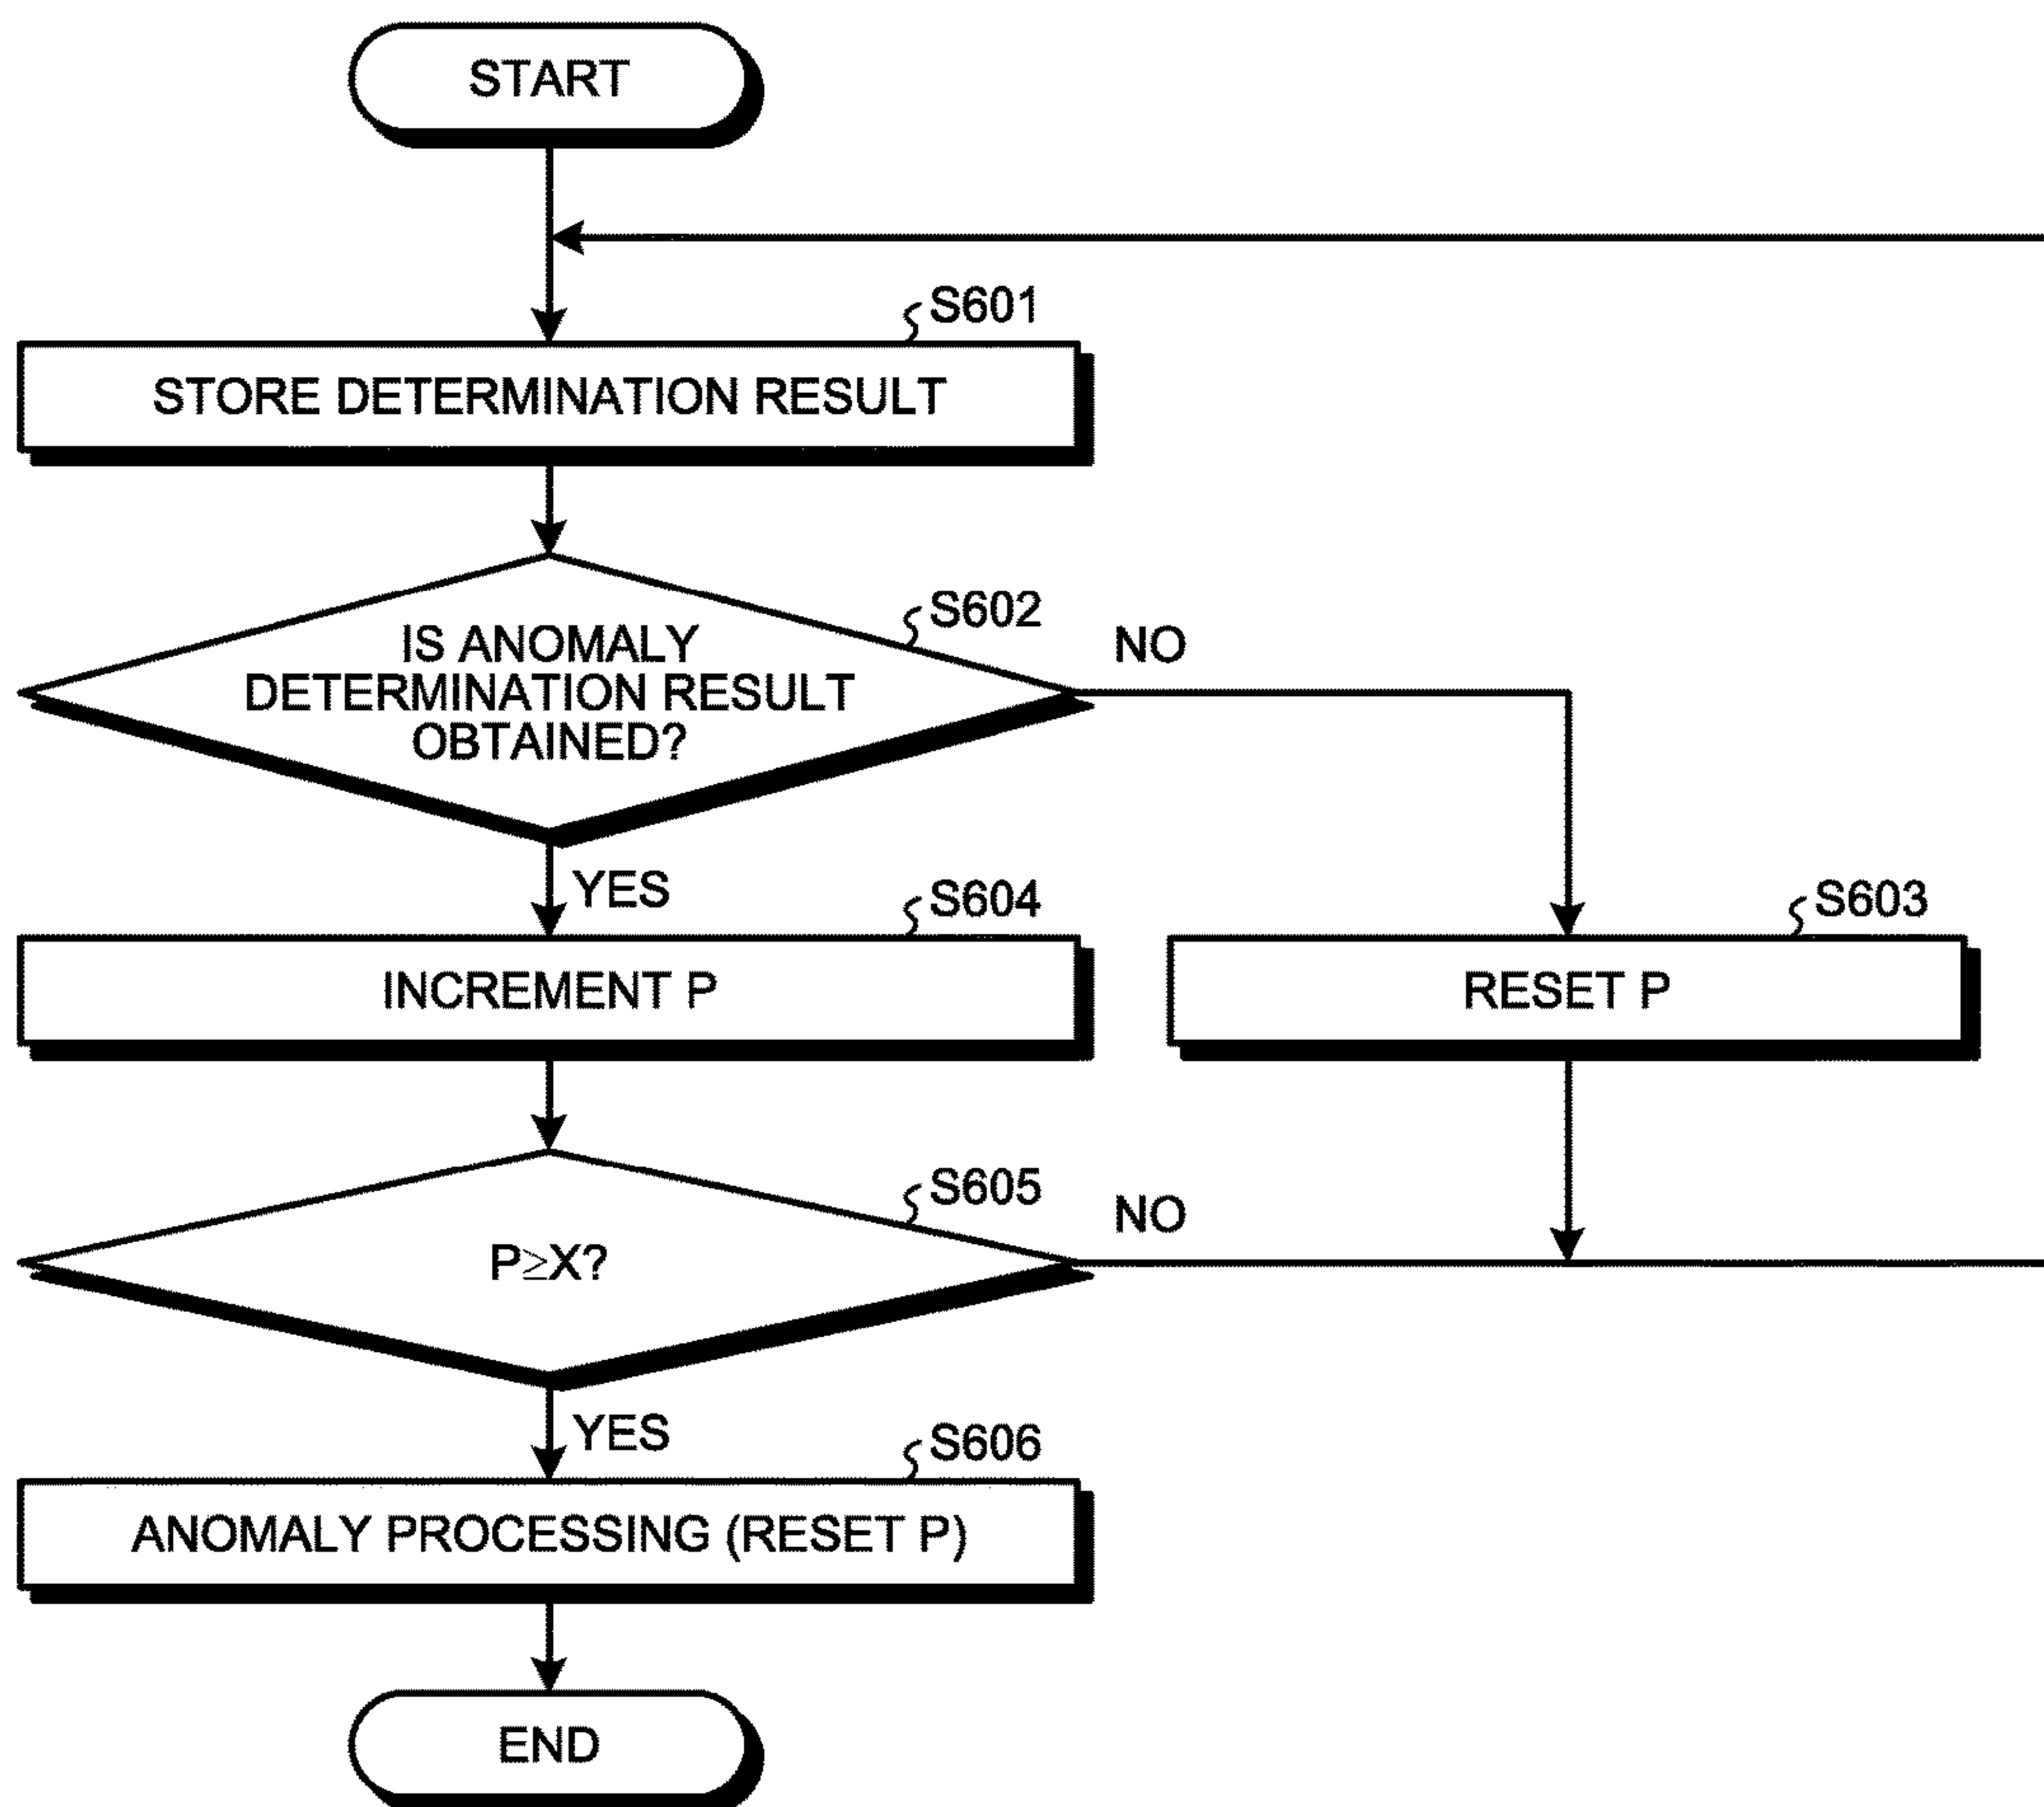 START
S601
STORE DETERMINATION RESULT
S602
IS ANOMALY
DETERMINATION RESULT
OBTAINED?
NO
YES
S604
INCREMENT P
S603
RESET P
S605
P≥X?
NO
YES
S606
ANOMALY PROCESSING (RESET P)
END